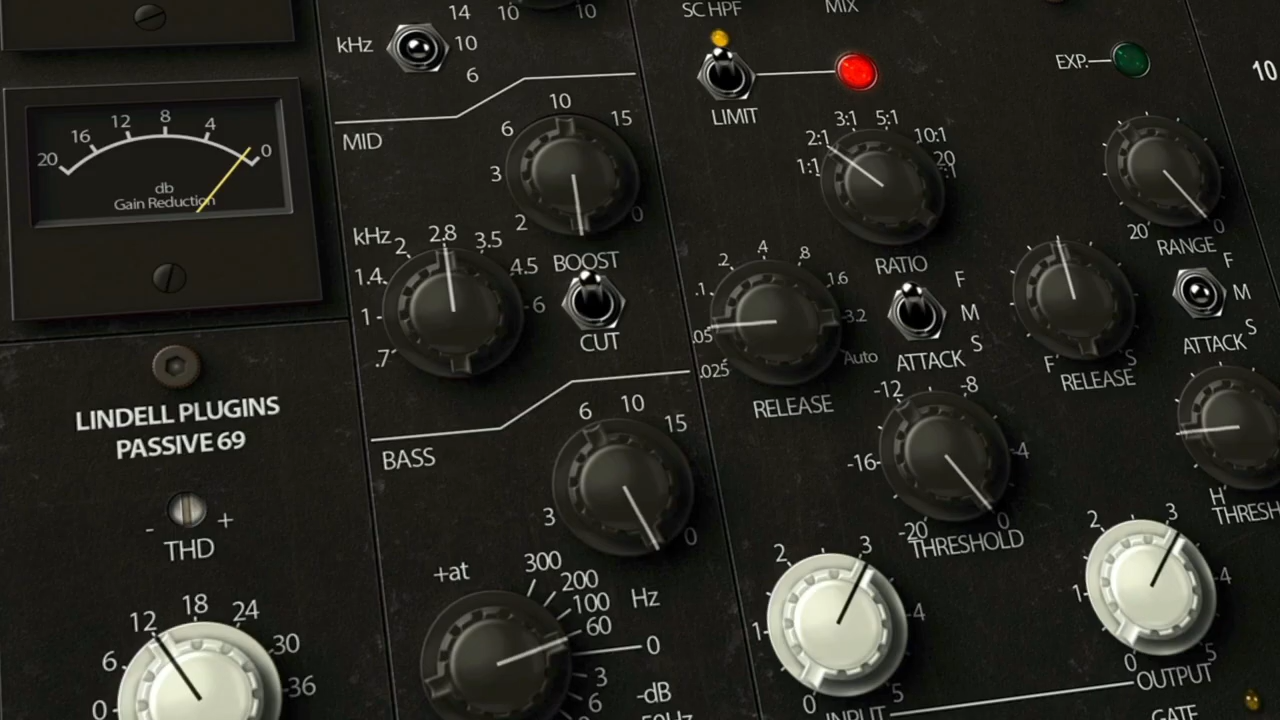 14
10
10
kHz
10
6
SC HPF
MIX
LIMIT
EXP.
10
20
16
12
8
4
0
db
Gain Reduction
MID
2
3
6
10
15
0
BOOST
CUT
kHz
.7
1
1.4
2
2.8
3.5
4.5
6
1:1
2:1
3:1
5:1
10:1
20:1
RATIO
20
0
RANGE
F
M
S
ATTACK
.025
.05
.1
.2
.4
.8
1.6
3.2
Auto
RELEASE
F
M
S
ATTACK
F
S
RELEASE
LINDELL PLUGINS
PASSIVE 69
- +
THD
BASS
3
6
10
15
0
-20
-16
-12
-8
-4
0
THRESHOLD
H
THRESH
+at
300
200
100
60
Hz
0
3
6
-dB
0
6
12
18
24
30
36
0
1
2
3
4
5
INPUT
0
1
2
3
4
5
OUTPUT
GATE